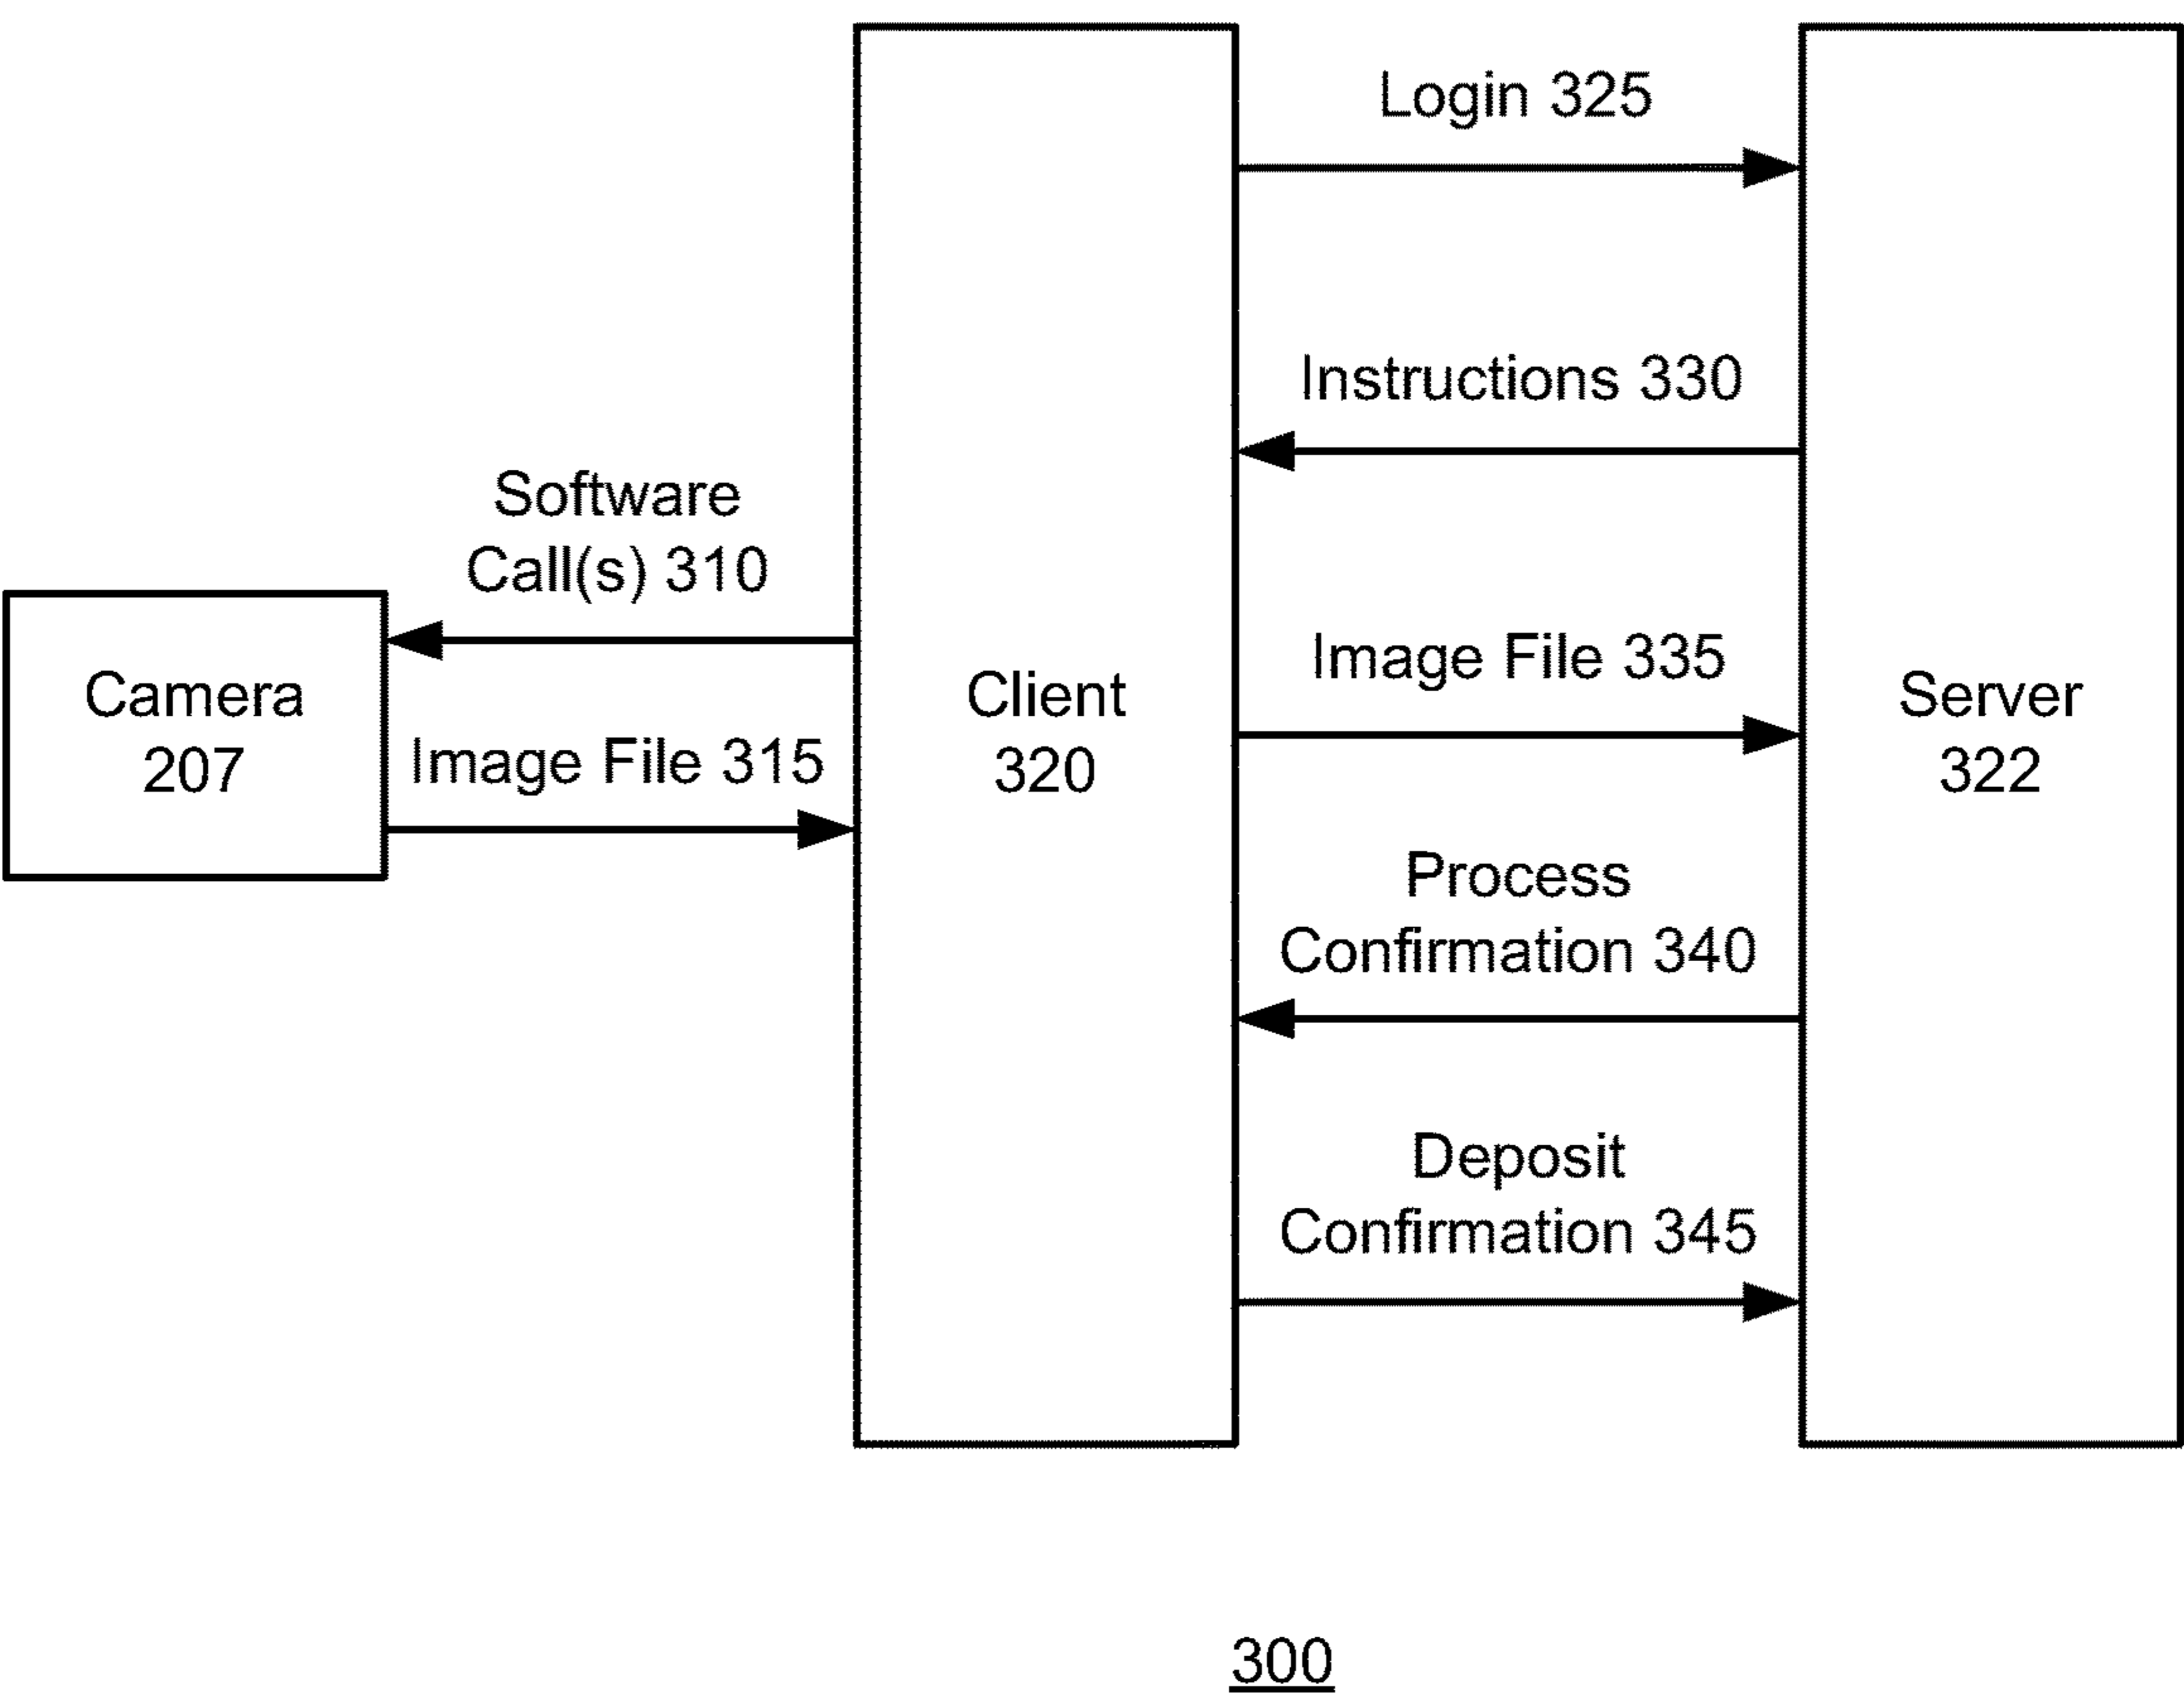 Login 325
Instructions 330
Software
Call(s) 310
Image File 335
Camera
207
Image File 315
Client
320
Server
322
Process
Confirmation 340
Deposit
Confirmation 345
300